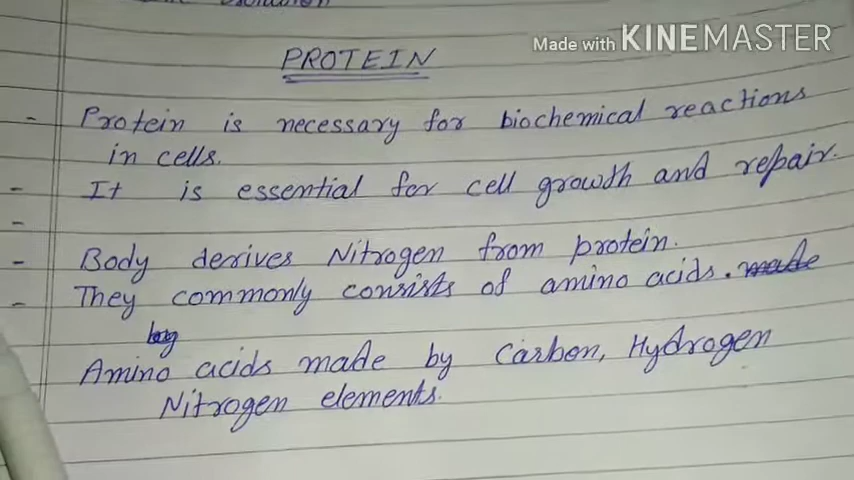 Made with KINEMASTER
PROTEIN
- Protein is necessary for biochemical reactions
in cells.
- It is essential for cell growth and repair.
-
- Body derives Nitrogen from protein.
- They commonly consists of amino acids. made
by
Amino acids made by Carbon, Hydrogen
Nitrogen elements.